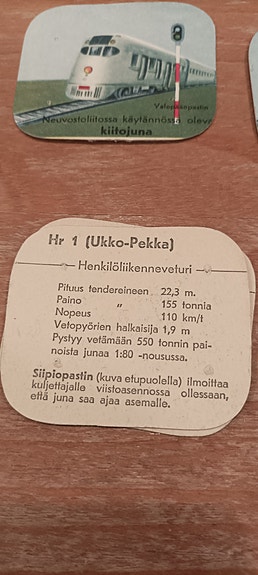 Valo-opastin
Neuvostoliitossa käytännössä oleva
kiitojuna
Hr 1 (Ukko-Pekka)
Henkilöliikenneveturi
Pituus tendereineen 22,3 m.
Paino " 155 tonnia
Nopeus 110 km/t
Vetopyörien halkaisija 1,9 m
Pystyy vetämään 550 tonnin pai-
noista junaa 1:80 -nousussa.
Siipiopastin (kuva etupuolella) ilmoittaa
kuljettajalle viistoasennossa ollessaan,
että juna saa ajaa asemalle.